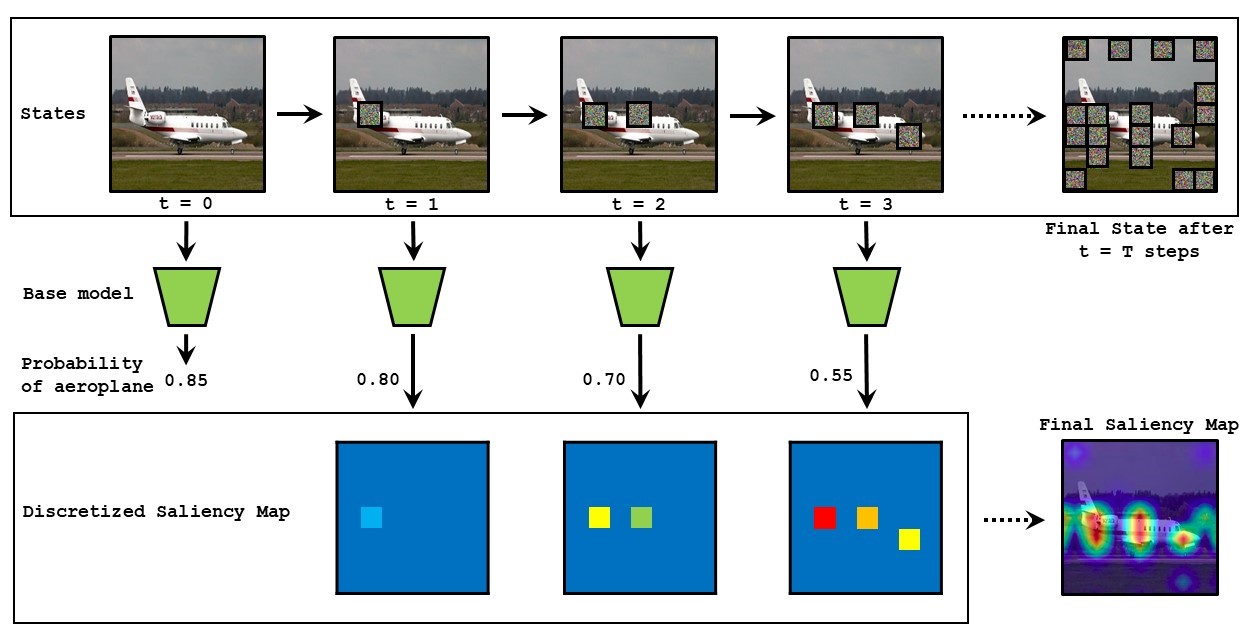 States
t = 0
t = 1
t = 2
t = 3
Final State after
t = T steps
Base model
Probability
of aeroplane
0.85
0.80
0.70
0.55
Final Saliency Map
Discretized Saliency Map